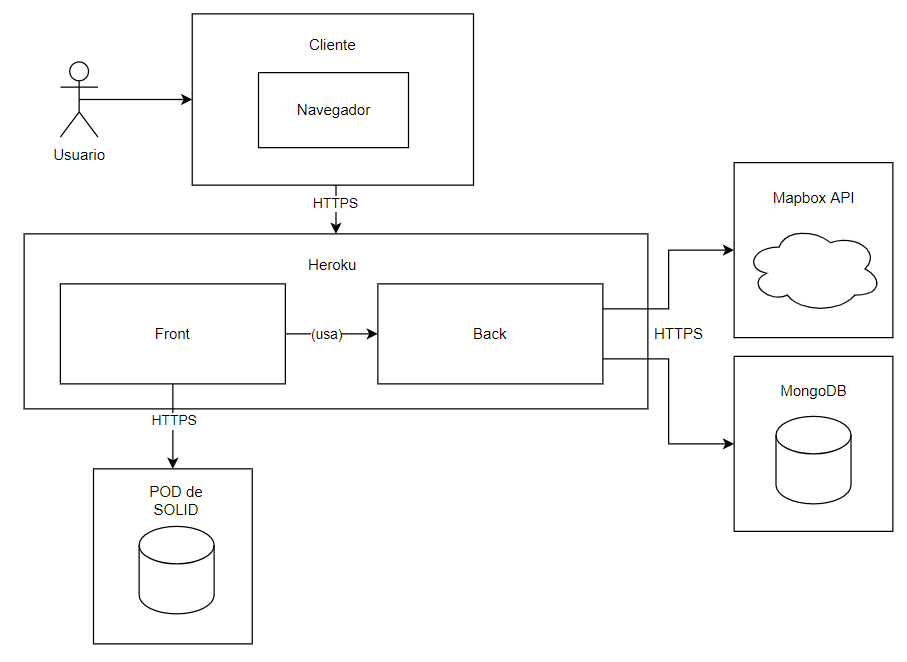 Cliente
Navegador
Usuario
HTTPS
Mapbox API
Heroku
Front
(usa)
Back
HTTPS
MongoDB
HTTPS
POD de
SOLID